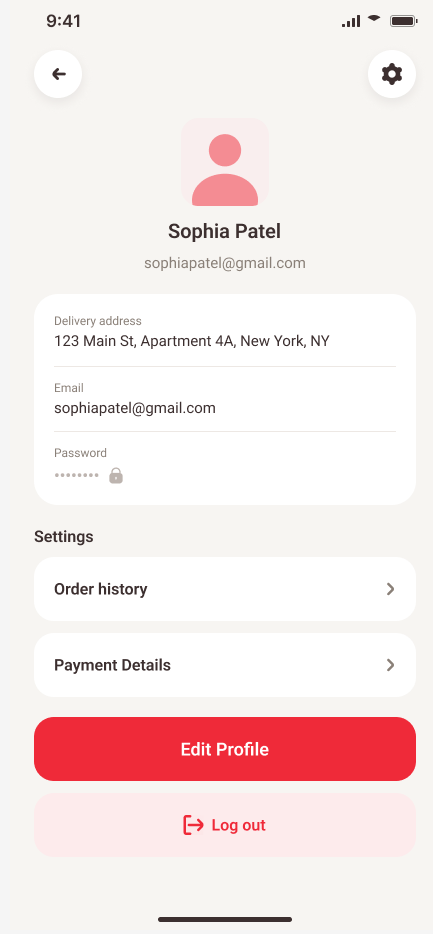 9:41
Sophia Patel
sophiapatel@gmail.com
Delivery address
123 Main St, Apartment 4A, New York, NY
Email
sophiapatel@gmail.com
Password
••••••••
Settings
Order history
Payment Details
Edit Profile
Log out